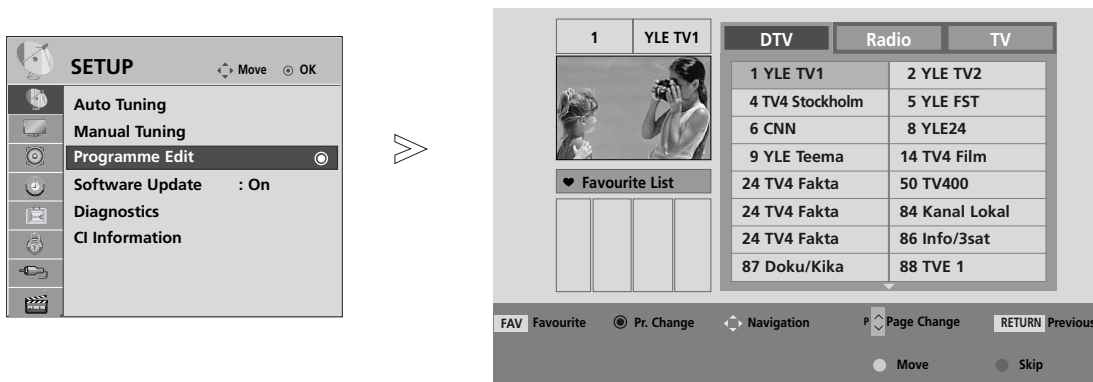 SETUP
Move OK
Auto Tuning
Manual Tuning
Programme Edit
Software Update : On
Diagnostics
CI Information
1 YLE TV1
DTV Radio TV
1 YLE TV1 2 YLE TV2
4 TV4 Stockholm 5 YLE FST
6 CNN 8 YLE24
9 YLE Teema 14 TV4 Film
24 TV4 Fakta 50 TV400
24 TV4 Fakta 84 Kanal Lokal
24 TV4 Fakta 86 Info/3sat
87 Doku/Kika 88 TVE 1
Favourite List
FAV Favourite Pr. Change Navigation P Page Change RETURN Previous
Move Skip